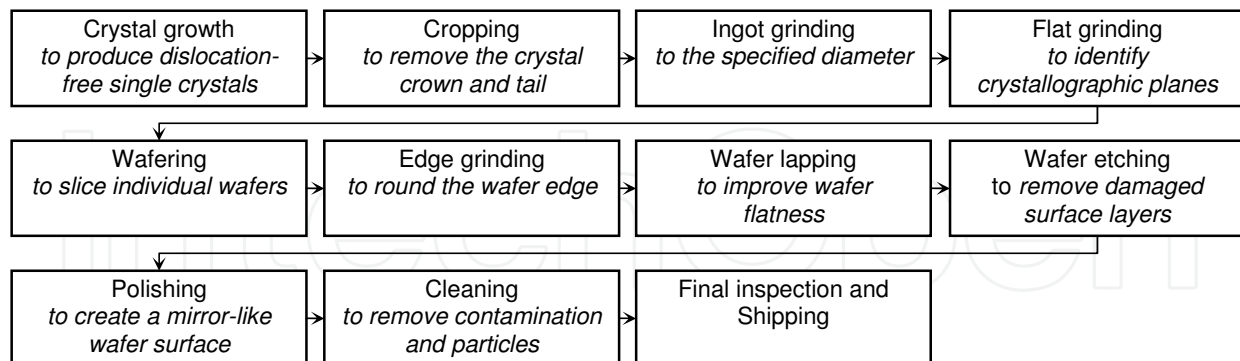 Crystal growth
to produce dislocation-
free single crystals
Cropping
to remove the crystal
crown and tail
Ingot grinding
to the specified diameter
Flat grinding
to identify
crystallographic planes
Wafering
to slice individual wafers
Edge grinding
to round the wafer edge
Wafer lapping
to improve wafer
flatness
Wafer etching
to remove damaged
surface layers
Polishing
to create a mirror-like
wafer surface
Cleaning
to remove contamination
and particles
Final inspection and
Shipping
IntechOpen